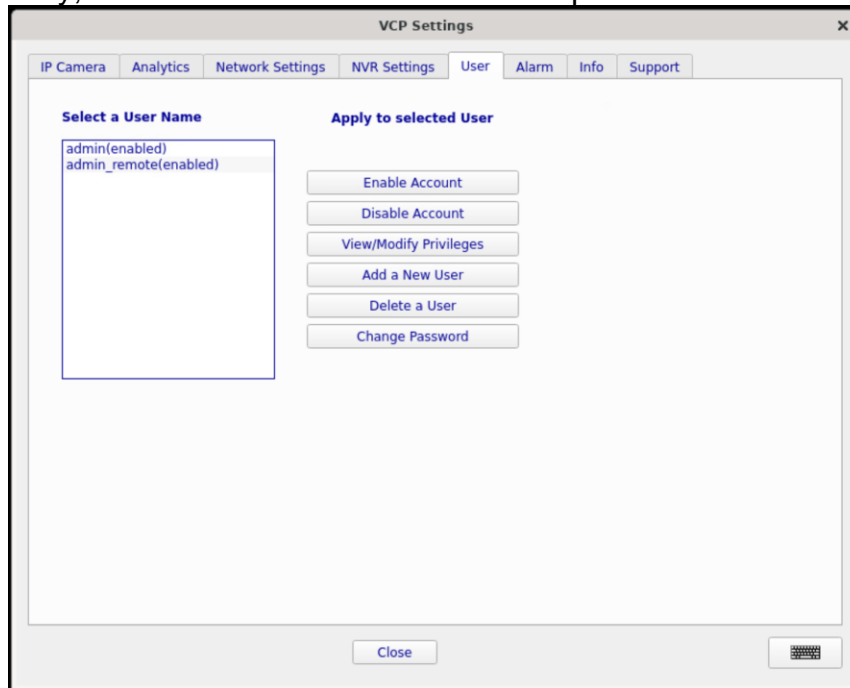 VCP Settings
IP Camera Analytics Network Settings NVR Settings User Alarm Info Support
Select a User Name
Apply to selected User
admin(enabled)
admin_remote(enabled)
Enable Account
Disable Account
View/Modify Privileges
Add a New User
Delete a User
Change Password
Close